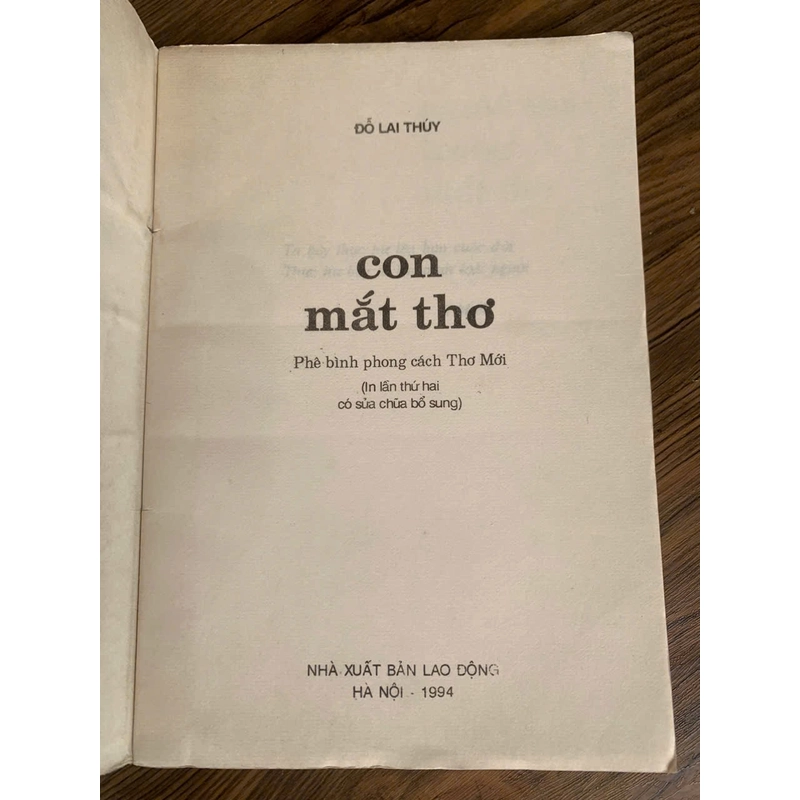 ĐỖ LAI THÚY
con
mắt thơ
Phê bình phong cách Thơ Mới
(In lần thứ hai
có sửa chữa bổ sung)
NHÀ XUẤT BẢN LAO ĐỘNG
HÀ NỘI - 1994